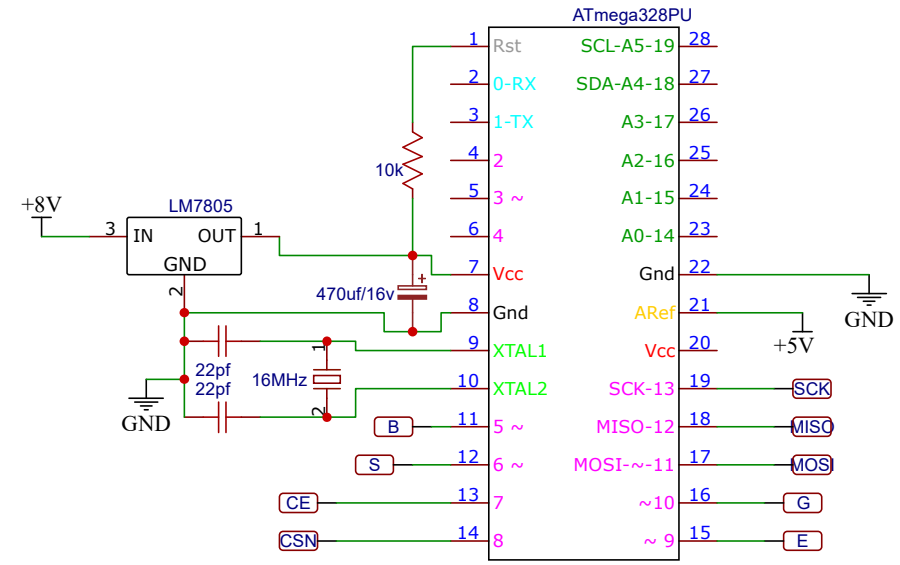 ATmega328PU
1 Rst SCL-A5-19 28
2 0-RX SDA-A4-18 27
3 1-TX A3-17 26
10k
4 2 A2-16 25
5 3 ~ A1-15 24
+8V
LM7805
3 IN OUT 1
6 4 A0-14 23
GND
7 Vcc Gnd 22
2
+
470uf/16v
8 Gnd ARef 21
GND
+5V
9 XTAL1 Vcc 20
1
22pf
16MHz
22pf
10 XTAL2 SCK-13 19 SCK
2
GND
B 11 5 ~ MISO-12 18 MISO
S 12 6 ~ MOSI-~-11 17 MOSI
CE 13 7 ~10 16 G
CSN 14 8 ~ 9 15 E